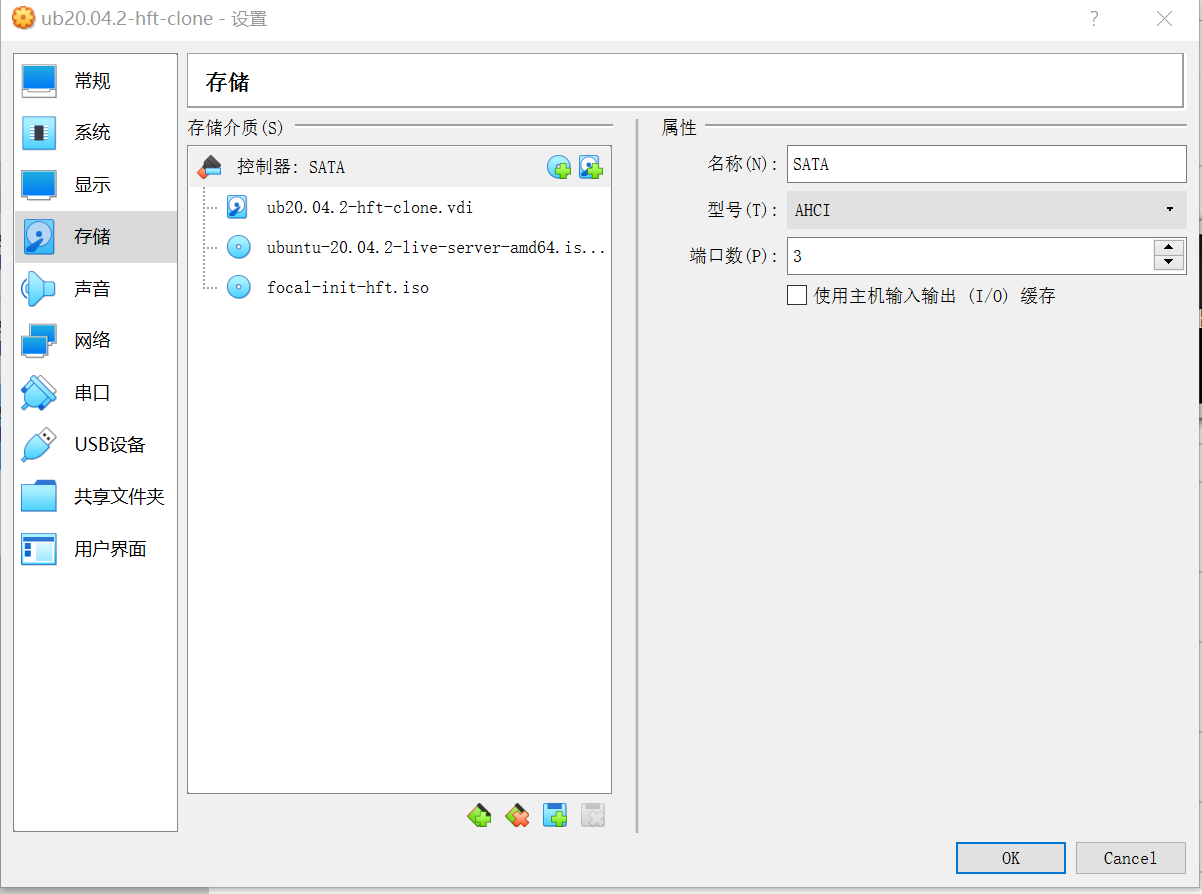 ub20.04.2-hft-clone - 设置
?
常规
系统
显示
存储
声音
网络
串口
USB设备
共享文件夹
用户界面
存储
存储介质(S)
控制器: SATA
ub20.04.2-hft-clone.vdi
ubuntu-20.04.2-live-server-amd64.is...
focal-init-hft.iso
属性
名称(N): SATA
型号(T): AHCI
端口数(P): 3
使用主机输入输出 (I/O) 缓存
OK Cancel